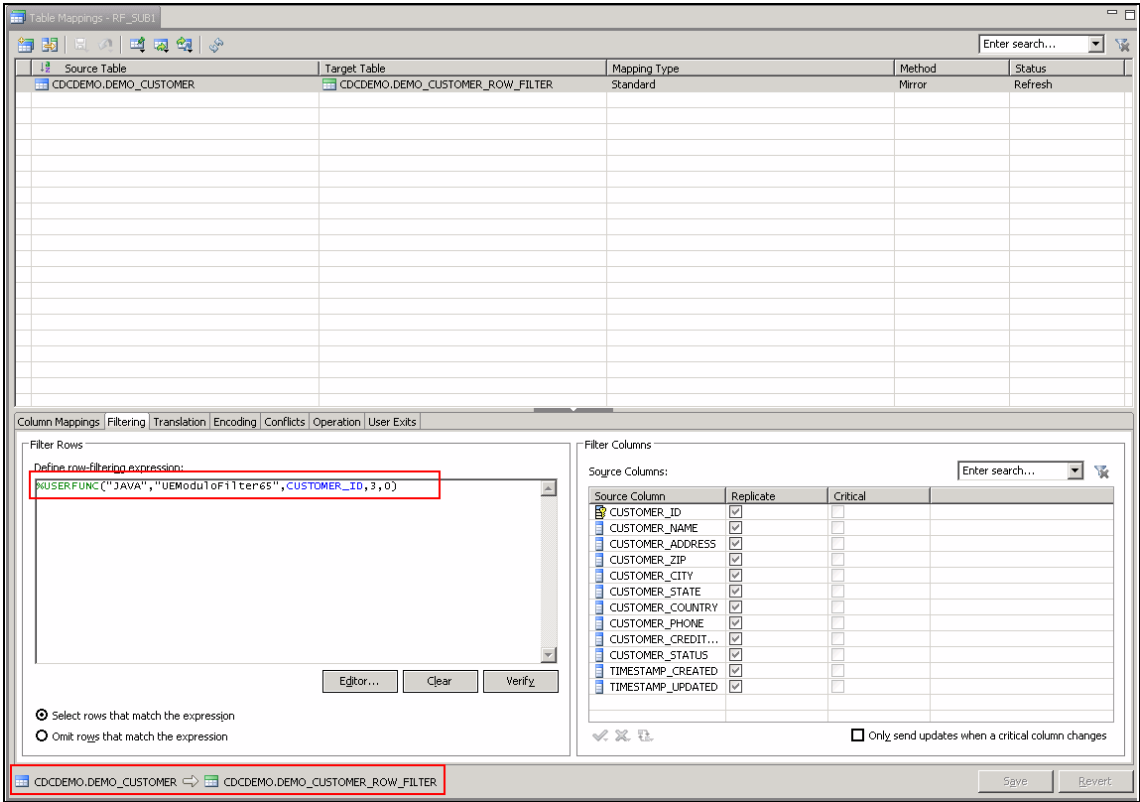 Table Mappings - RF_SUB1
Enter search...
Source Table Target Table Mapping Type Method Status
CDCDEMO.DEMO_CUSTOMER CDCDEMO.DEMO_CUSTOMER_ROW_FILTER Standard Mirror Refresh
Column Mappings Filtering Translation Encoding Conflicts Operation User Exits
Filter Rows
Define row-filtering expression:
%USERFUNC("JAVA","UEModuloFilter65",CUSTOMER_ID,3,0)
Editor... Clear Verify
Select rows that match the expression
Omit rows that match the expression
Filter Columns
Source Columns: Enter search...
Source Column Replicate Critical
CUSTOMER_ID
CUSTOMER_NAME
CUSTOMER_ADDRESS
CUSTOMER_ZIP
CUSTOMER_CITY
CUSTOMER_STATE
CUSTOMER_COUNTRY
CUSTOMER_PHONE
CUSTOMER_CREDIT...
CUSTOMER_STATUS
TIMESTAMP_CREATED
TIMESTAMP_UPDATED
Only send updates when a critical column changes
CDCDEMO.DEMO_CUSTOMER CDCDEMO.DEMO_CUSTOMER_ROW_FILTER
Save Revert